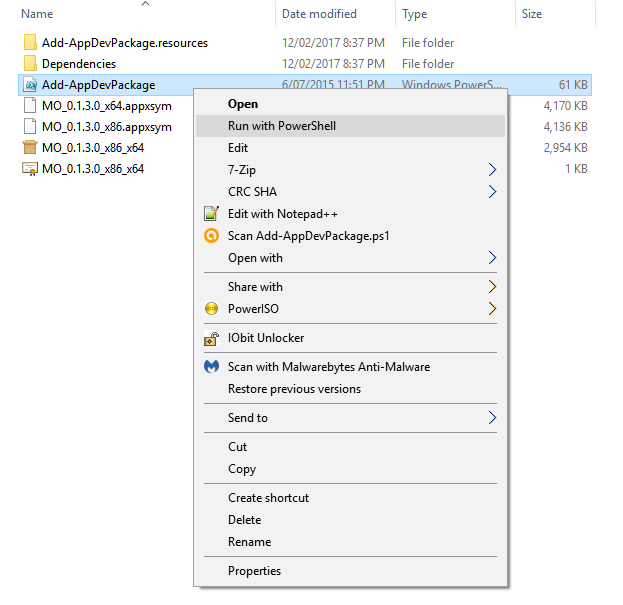 Name Date modified Type Size
Add-AppDevPackage.resources 12/02/2017 8:37 PM File folder
Dependencies 12/02/2017 8:37 PM File folder
Add-AppDevPackage 6/07/2015 11:51 PM Windows PowerS... 61 KB
MO_0.1.3.0_x64.appxsym 4,170 KB
MO_0.1.3.0_x86.appxsym 4,136 KB
MO_0.1.3.0_x86_x64 2,954 KB
MO_0.1.3.0_x86_x64 1 KB
Open
Run with PowerShell
Edit
7-Zip
CRC SHA
Edit with Notepad++
Scan Add-AppDevPackage.ps1
Open with
Share with
PowerISO
IObit Unlocker
Scan with Malwarebytes Anti-Malware
Restore previous versions
Send to
Cut
Copy
Create shortcut
Delete
Rename
Properties